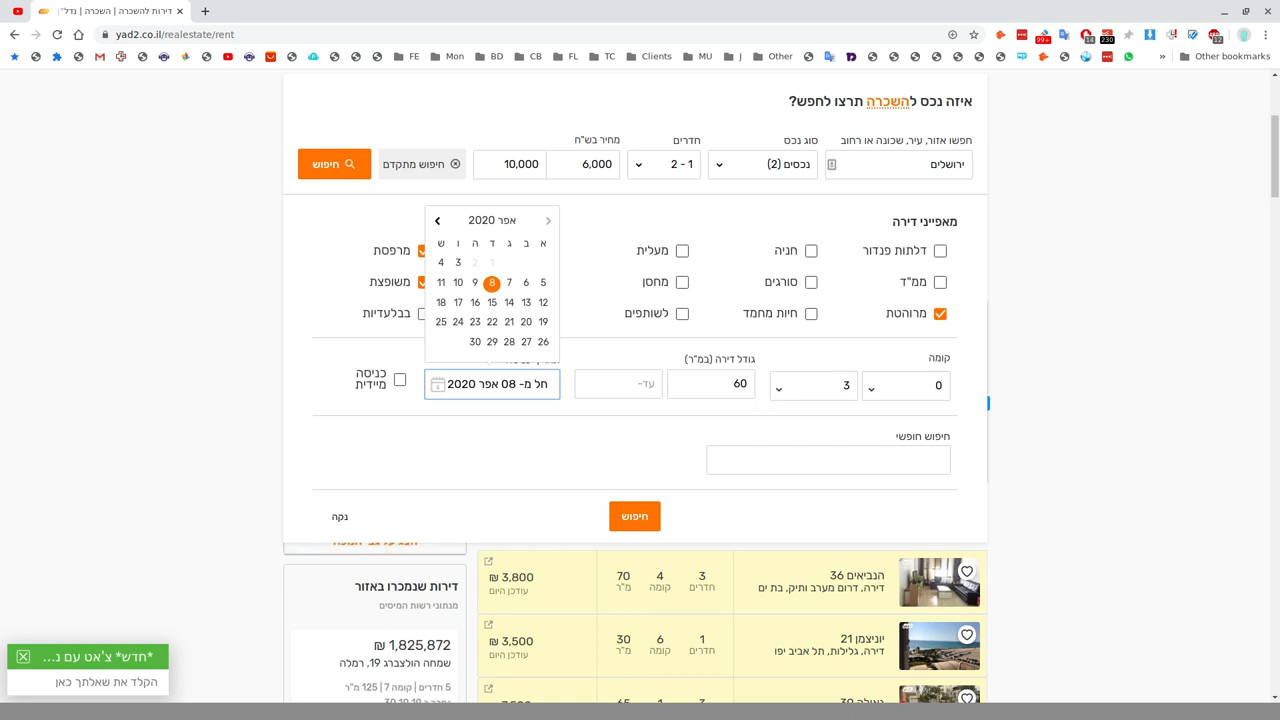 דירות להשכרה | השכרה | נדל"ן
yad2.co.il/realestate/rent
99+
14
230
12
FE
Mon
BD
CB
FL
TC
Clients
MU
J
Other
»
Other bookmarks
איזה נכס להשכרה תרצו לחפש?
חפשו אזור, עיר, שכונה או רחוב
סוג נכס
חדרים
מחיר בש"ח
ירושלים
נכסים (2)
1 - 2
6,000
10,000
חיפוש מתקדם
חיפוש
מאפייני דירה
דלתות פנדור
חניה
מעלית
מרפסת
ממ"ד
סורגים
מחסן
משופצת
מרוהטת
חיות מחמד
לשותפים
בבלעדיות
אפר 2020
א ב ג ד ה ו ש
1 2 3 4
5 6 7 8 9 10 11
12 13 14 15 16 17 18
19 20 21 22 23 24 25
26 27 28 29 30
קומה
גודל דירה (במ"ר)
0
3
60
עד-
חל מ- 08 אפר 2020
כניסה
מיידית
חיפוש חופשי
חיפוש
נקה
הנביאים 36
דירה, דרום מערב ותיק, בת ים
3
חדרים
4
קומה
70
מ"ר
3,800 ₪
עודכן היום
יוניצמן 21
דירה, גלילות, תל אביב יפו
1
חדרים
6
קומה
30
מ"ר
3,500 ₪
עודכן היום
דירות שנמכרו באזור
מנתוני רשות המיסים
1,825,872 ₪
שמחה הולצברג 19, רמלה
5 חדרים | קומה 7 | 125 מ"ר
*חדש* צ'אט עם נ...
הקלד את שאלתך כאן